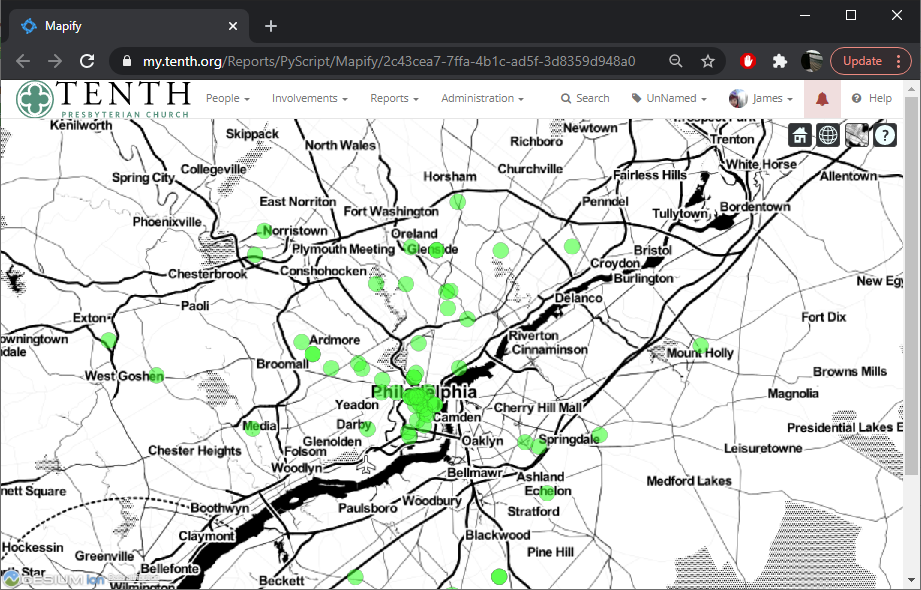 Mapify
my.tenth.org/Reports/PyScript/Mapify/2c43cea7-7ffa-4b1c-ad5f-3d8359d948a0
Update
TENTH
PRESBYTERIAN CHURCH
People
Involvements
Reports
Administration
Search
UnNamed
James
Help
Kenilworth
Skippack
North Wales
Richboro
Newtown
Trenton
Spring City
Collegeville
Horsham
Churchville
Fairless Hills
White Horse
Allentown
East Norriton
Fort Washington
Penndel
Tullytown
Bordentown
Phoenixville
Norristown
Oreland
Plymouth Meeting
Glenside
Bristol
Croydon
Chesterbrook
Conshohocken
Burlington
New Eg
Paoli
Delanco
Exton
Fort Dix
owningtown
dale
Ardmore
Riverton
Cinnaminson
Mount Holly
Broomall
West Goshen
Browns Mills
Philadelphia
Magnolia
Yeadon
Cherry Hill Mall
Camden
Media
Darby
Presidential Lakes E
Glenolden
Oaklyn
Springdale
Chester Heights
Folsom
Leisuretowne
Woodlyn
Bellmawr
Ashland
Medford Lakes
nett Square
Echelon
Boothwyn
Paulsboro
Woodbury
Stratford
Claymont
Blackwood
Hockessin
Greenville
Pine Hill
Star
Bellefonte
CESIUM ion
Wilmington
Beckett